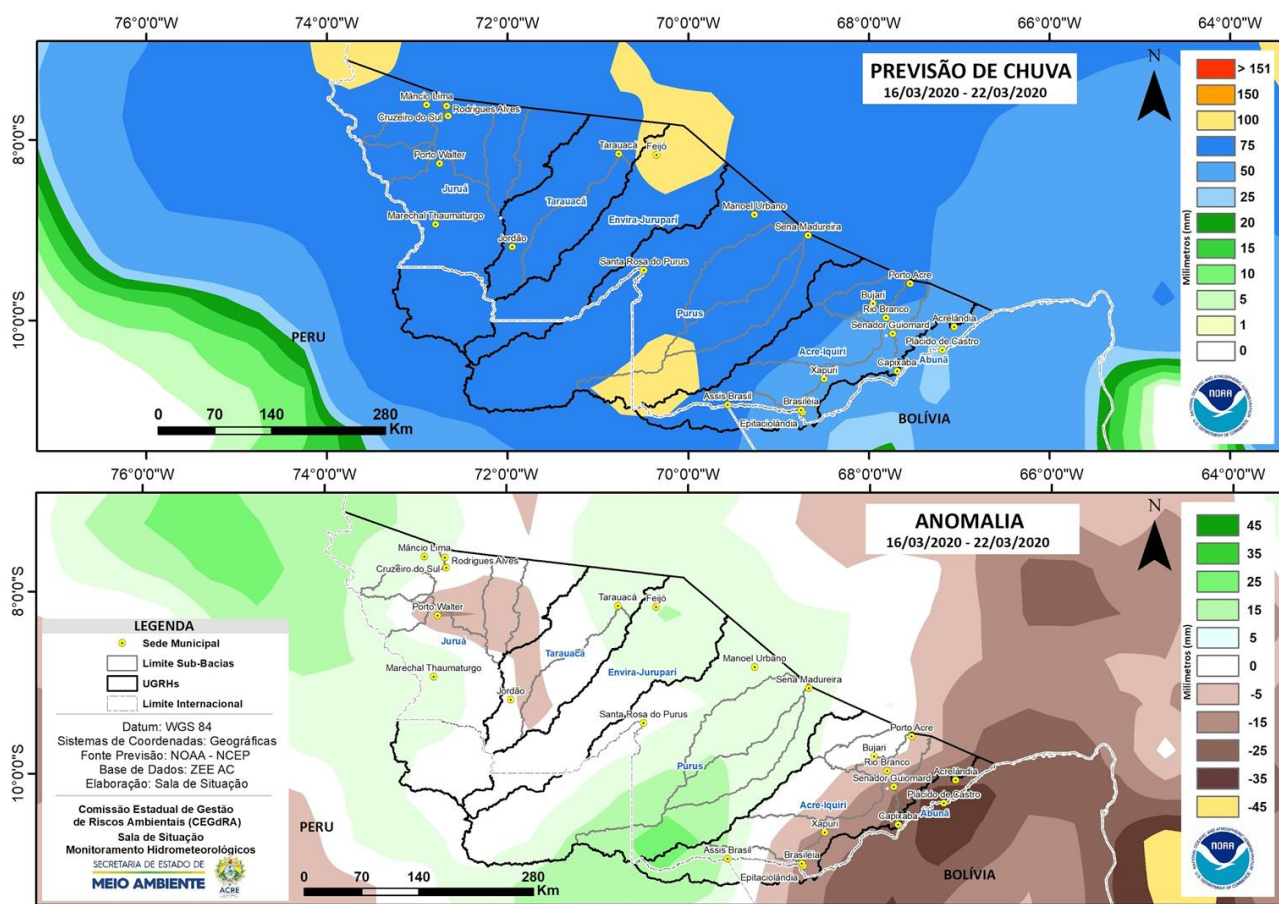 76°0'0"W 74°0'0"W 72°0'0"W 70°0'0"W 68°0'0"W 66°0'0"W 64°0'0"W
PREVISÃO DE CHUVA
16/03/2020 - 22/03/2020
N
Mâncio Lima
Rodrigues Alves
Cruzeiro do Sul
8°0'0"S
Porto Walter
Juruá
Tarauacá
Feijó
Tarauacá
Envira-Jurupari
Manoel Urbano
Marechal Thaumaturgo
Jordão
Sena Madureira
Santa Rosa do Purus
Porto Acre
Bujari
Rio Branco
Acrelândia
Senador Guiomard
Plácido de Castro
Purus
10°0'0"S
PERU
Acre-Iquiri
Abunã
Capixaba
Xapuri
Assis Brasil
Brasiléia
Epitaciolândia
BOLÍVIA
0 70 140 280
Km
Milímetros (mm)
> 151
150
100
75
50
25
20
15
10
5
1
0
NOAA
76°0'0"W 74°0'0"W 72°0'0"W 70°0'0"W 68°0'0"W 66°0'0"W 64°0'0"W
ANOMALIA
16/03/2020 - 22/03/2020
N
Mâncio Lima
Rodrigues Alves
Cruzeiro do Sul
8°0'0"S
Porto Walter
Juruá
Tarauacá
Feijó
Tarauacá
Envira-Jurupari
Manoel Urbano
Marechal Thaumaturgo
Jordão
Sena Madureira
Santa Rosa do Purus
Porto Acre
Bujari
Rio Branco
Acrelândia
Senador Guiomard
Plácido de Castro
Purus
10°0'0"S
PERU
Acre-Iquiri
Abunã
Capixaba
Xapuri
Assis Brasil
Brasiléia
Epitaciolândia
BOLÍVIA
0 70 140 280
Km
Milímetros (mm)
45
35
25
15
5
0
-5
-15
-25
-35
-45
NOAA
LEGENDA
Sede Municipal
Limite Sub-Bacias
UGRHs
Limite Internacional
Datum: WGS 84
Sistemas de Coordenadas: Geográficas
Fonte Previsão: NOAA - NCEP
Base de Dados: ZEE AC
Elaboração: Sala de Situação
Comissão Estadual de Gestão
de Riscos Ambientais (CEGdRA)
Sala de Situação
Monitoramento Hidrometeorológicos
SECRETARIA DE ESTADO DE
MEIO AMBIENTE
ACRE